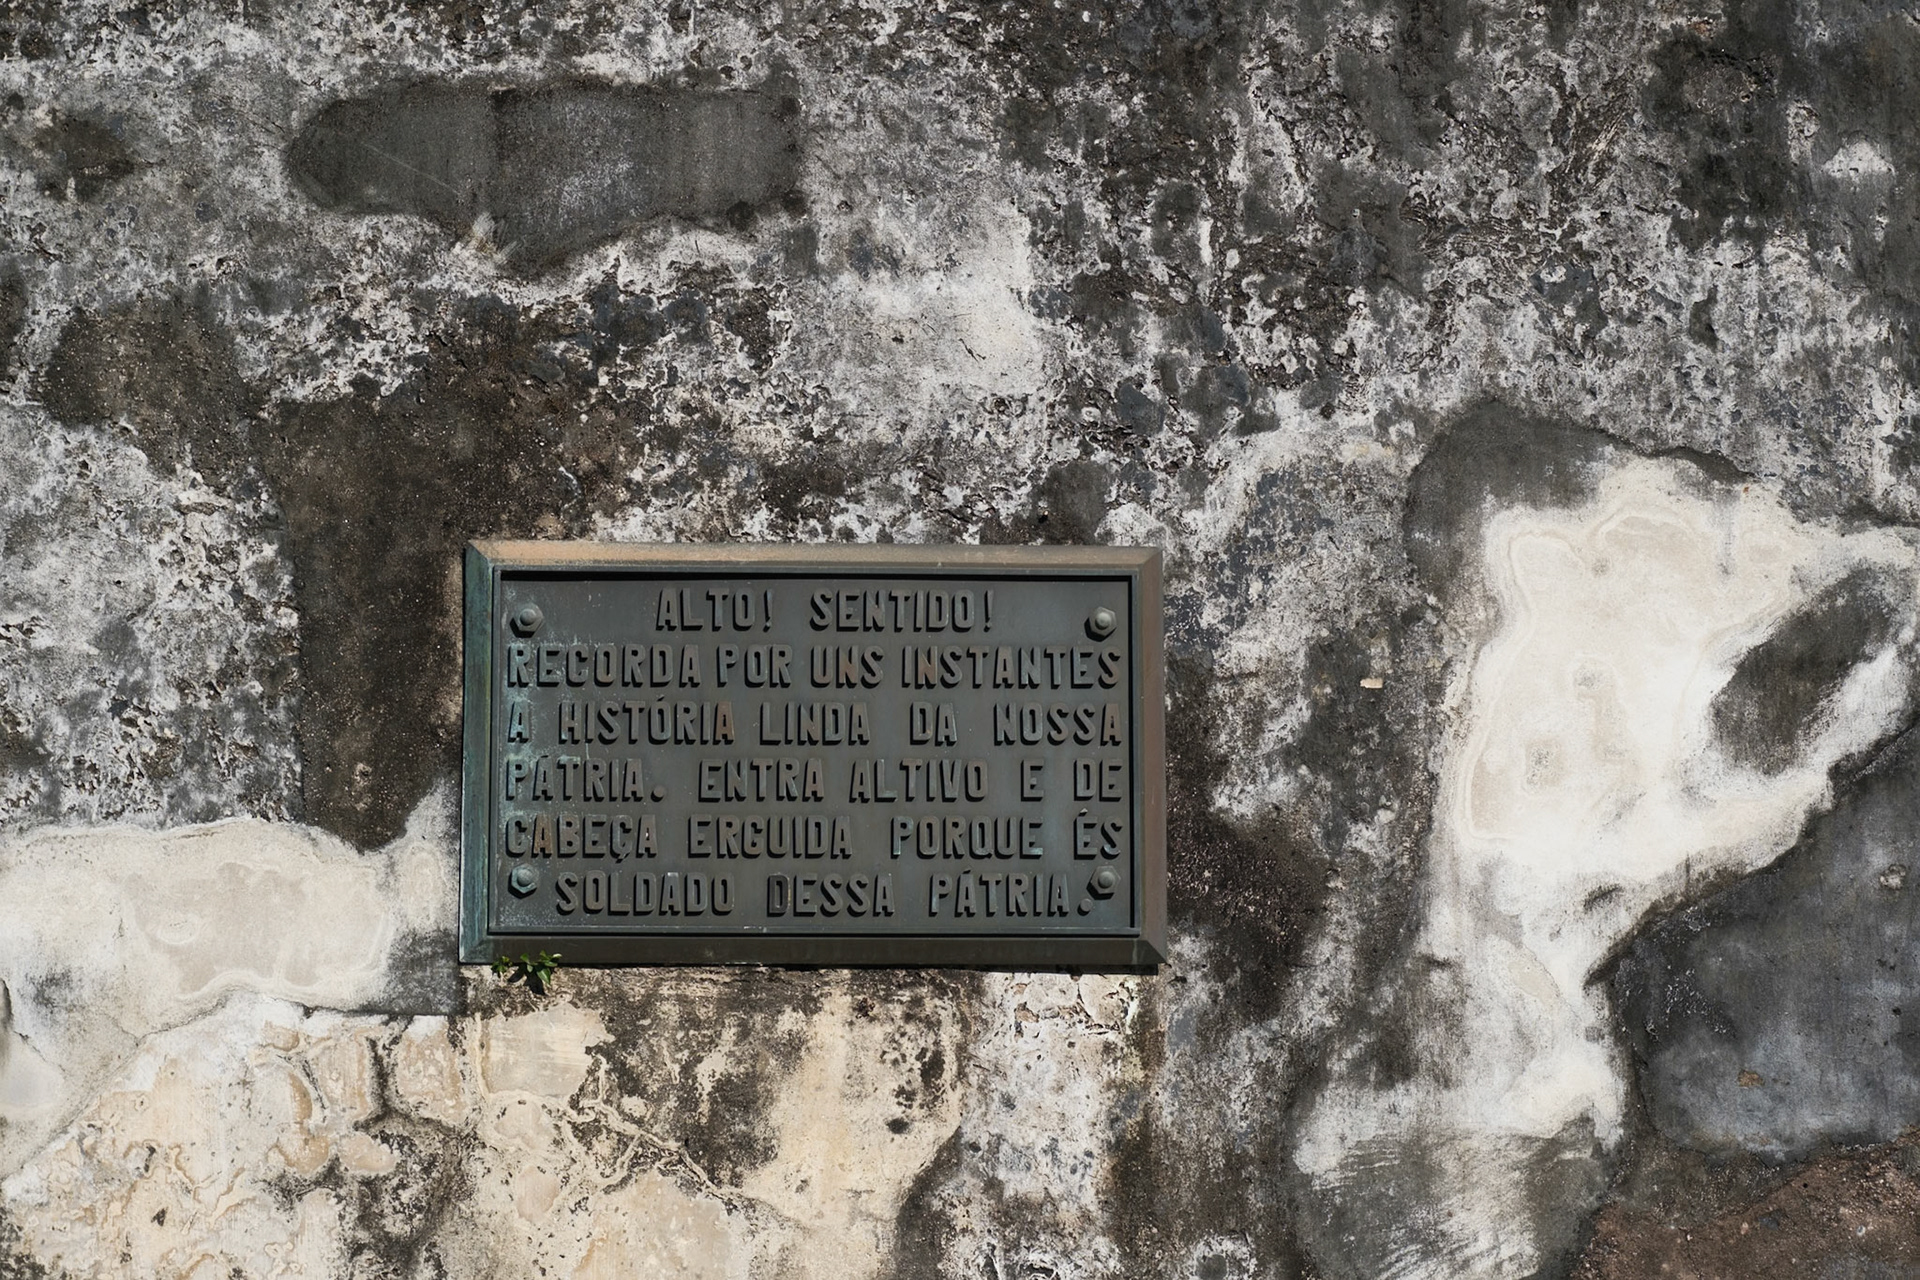 ALTO! SENTIDO!
RECORDA POR UNS INSTANTES
A HISTÓRIA LINDA DA NOSSA
PÁTRIA. ENTRA ALTIVO E DE
CABEÇA ERGUIDA PORQUE ÉS
SOLDADO DESSA PÁTRIA.